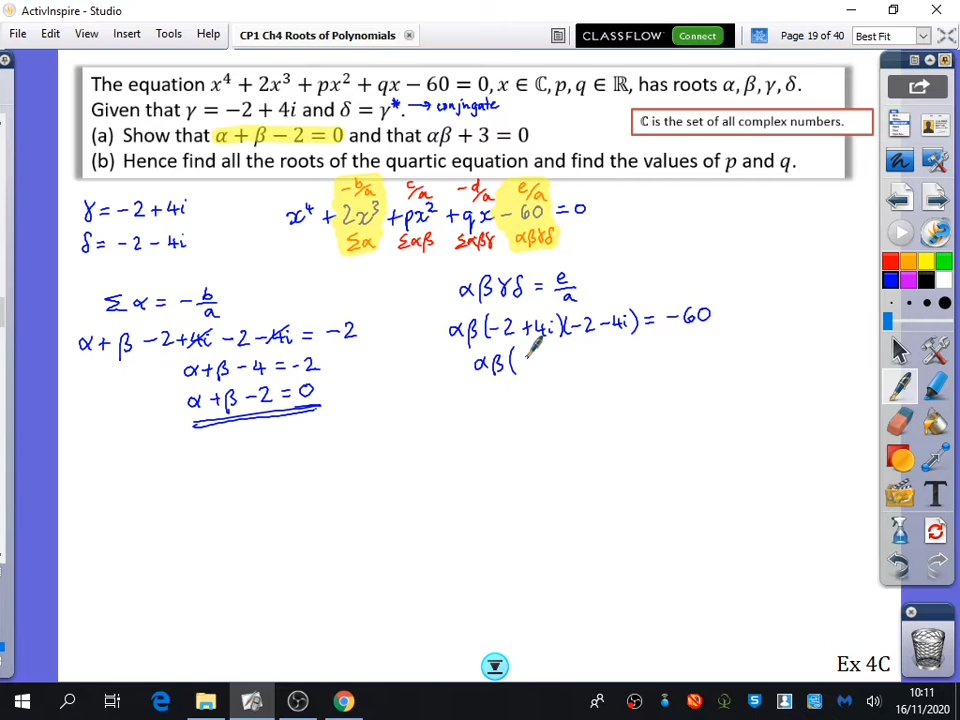 ActivInspire - Studio
File Edit View Insert Tools Help CP1 Ch4 Roots of Polynomials CLASSFLOW Connect Page 19 of 40 Best Fit
The equation x⁴ + 2x³ + px² + qx − 60 = 0, x ∈ ℂ, p, q ∈ ℝ, has roots α, β, γ, δ.
Given that γ = −2 + 4i and δ = γ*. → conjugate
ℂ is the set of all complex numbers.
(a) Show that α + β − 2 = 0 and that αβ + 3 = 0
(b) Hence find all the roots of the quartic equation and find the values of p and q.
-b/a c/a -d/a e/a
γ = -2 + 4i
x⁴ + 2x³ + px² + qx - 60 = 0
δ = -2 - 4i
Σα Σαβ Σαβγ αβγδ
Σα = - b/a
α + β - 2 + 4i - 2 - 4i = -2
α + β - 4 = -2
α + β - 2 = 0
αβγδ = e/a
αβ(-2 + 4i)(-2 - 4i) = -60
αβ(
Ex 4C
10:11
16/11/2020